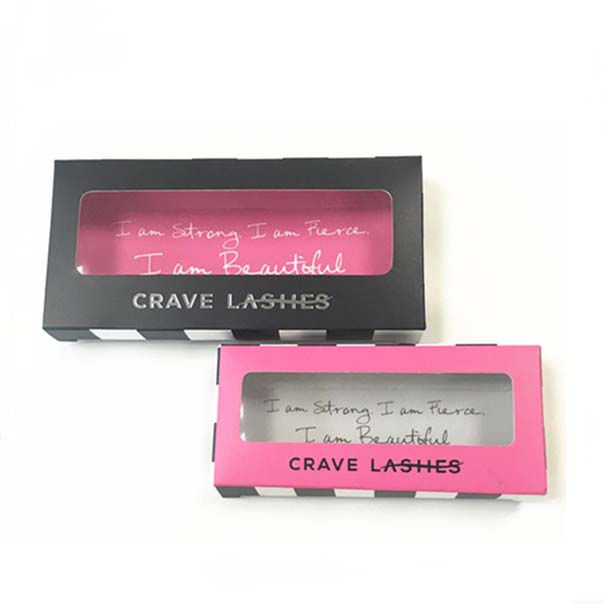 I am Strong. I am Fierce.
I am Beautiful
CRAVE LASHES
I am Strong. I am Fierce.
I am Beautiful
CRAVE LASHES